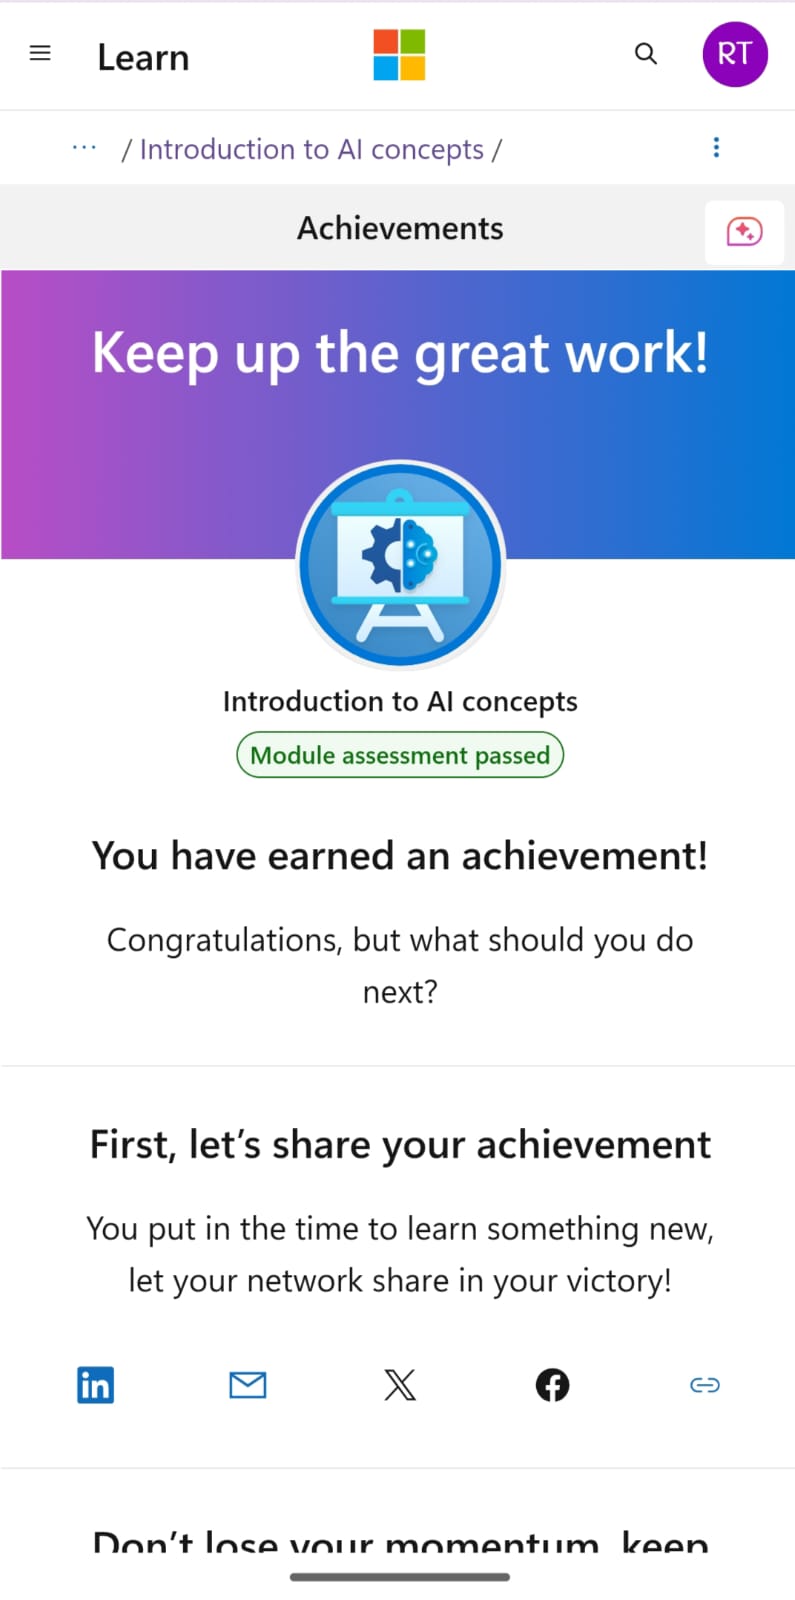 Learn
RT
··· / Introduction to AI concepts /
Achievements
Keep up the great work!
Introduction to AI concepts
Module assessment passed
You have earned an achievement!
Congratulations, but what should you do
next?
First, let’s share your achievement
You put in the time to learn something new,
let your network share in your victory!
in
Don’t lose your momentum, keep